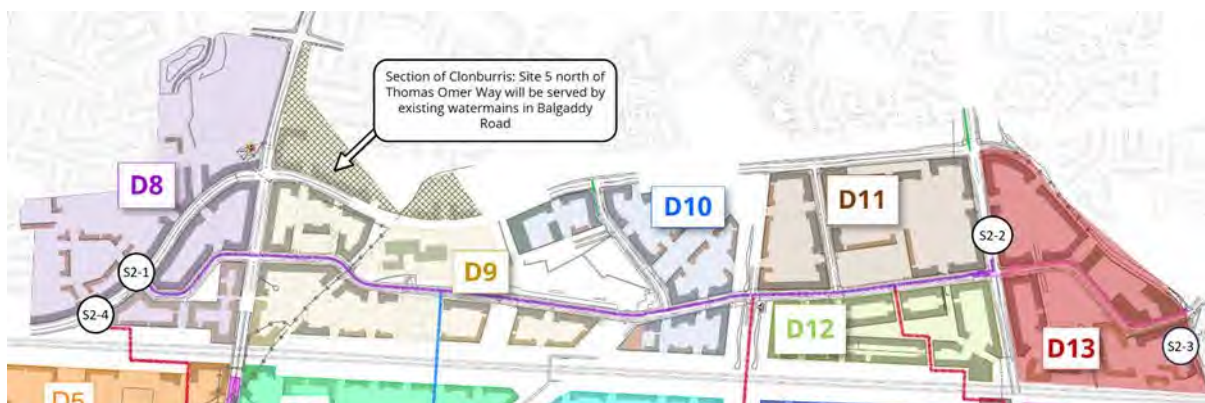 Section of Clonburris: Site 5 north of
Thomas Omer Way will be served by
existing watermains in Balgaddy
Road
D8
D10
D11
S2-2
S2-1
D9
S2-4
D12
D13
S2-3
D5